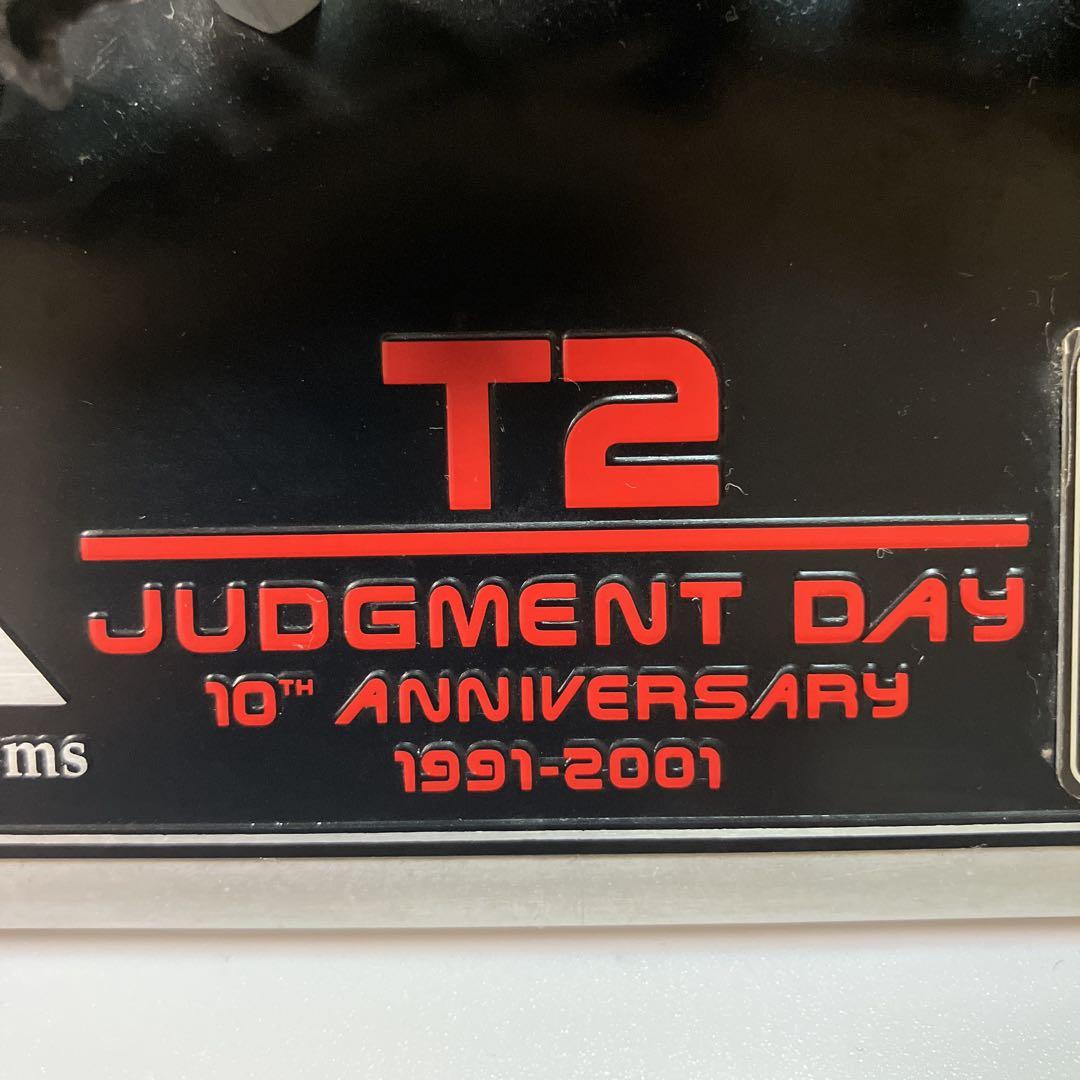 T2
JUDGMENT DAY
10TH ANNIVERSARY
1991-2001